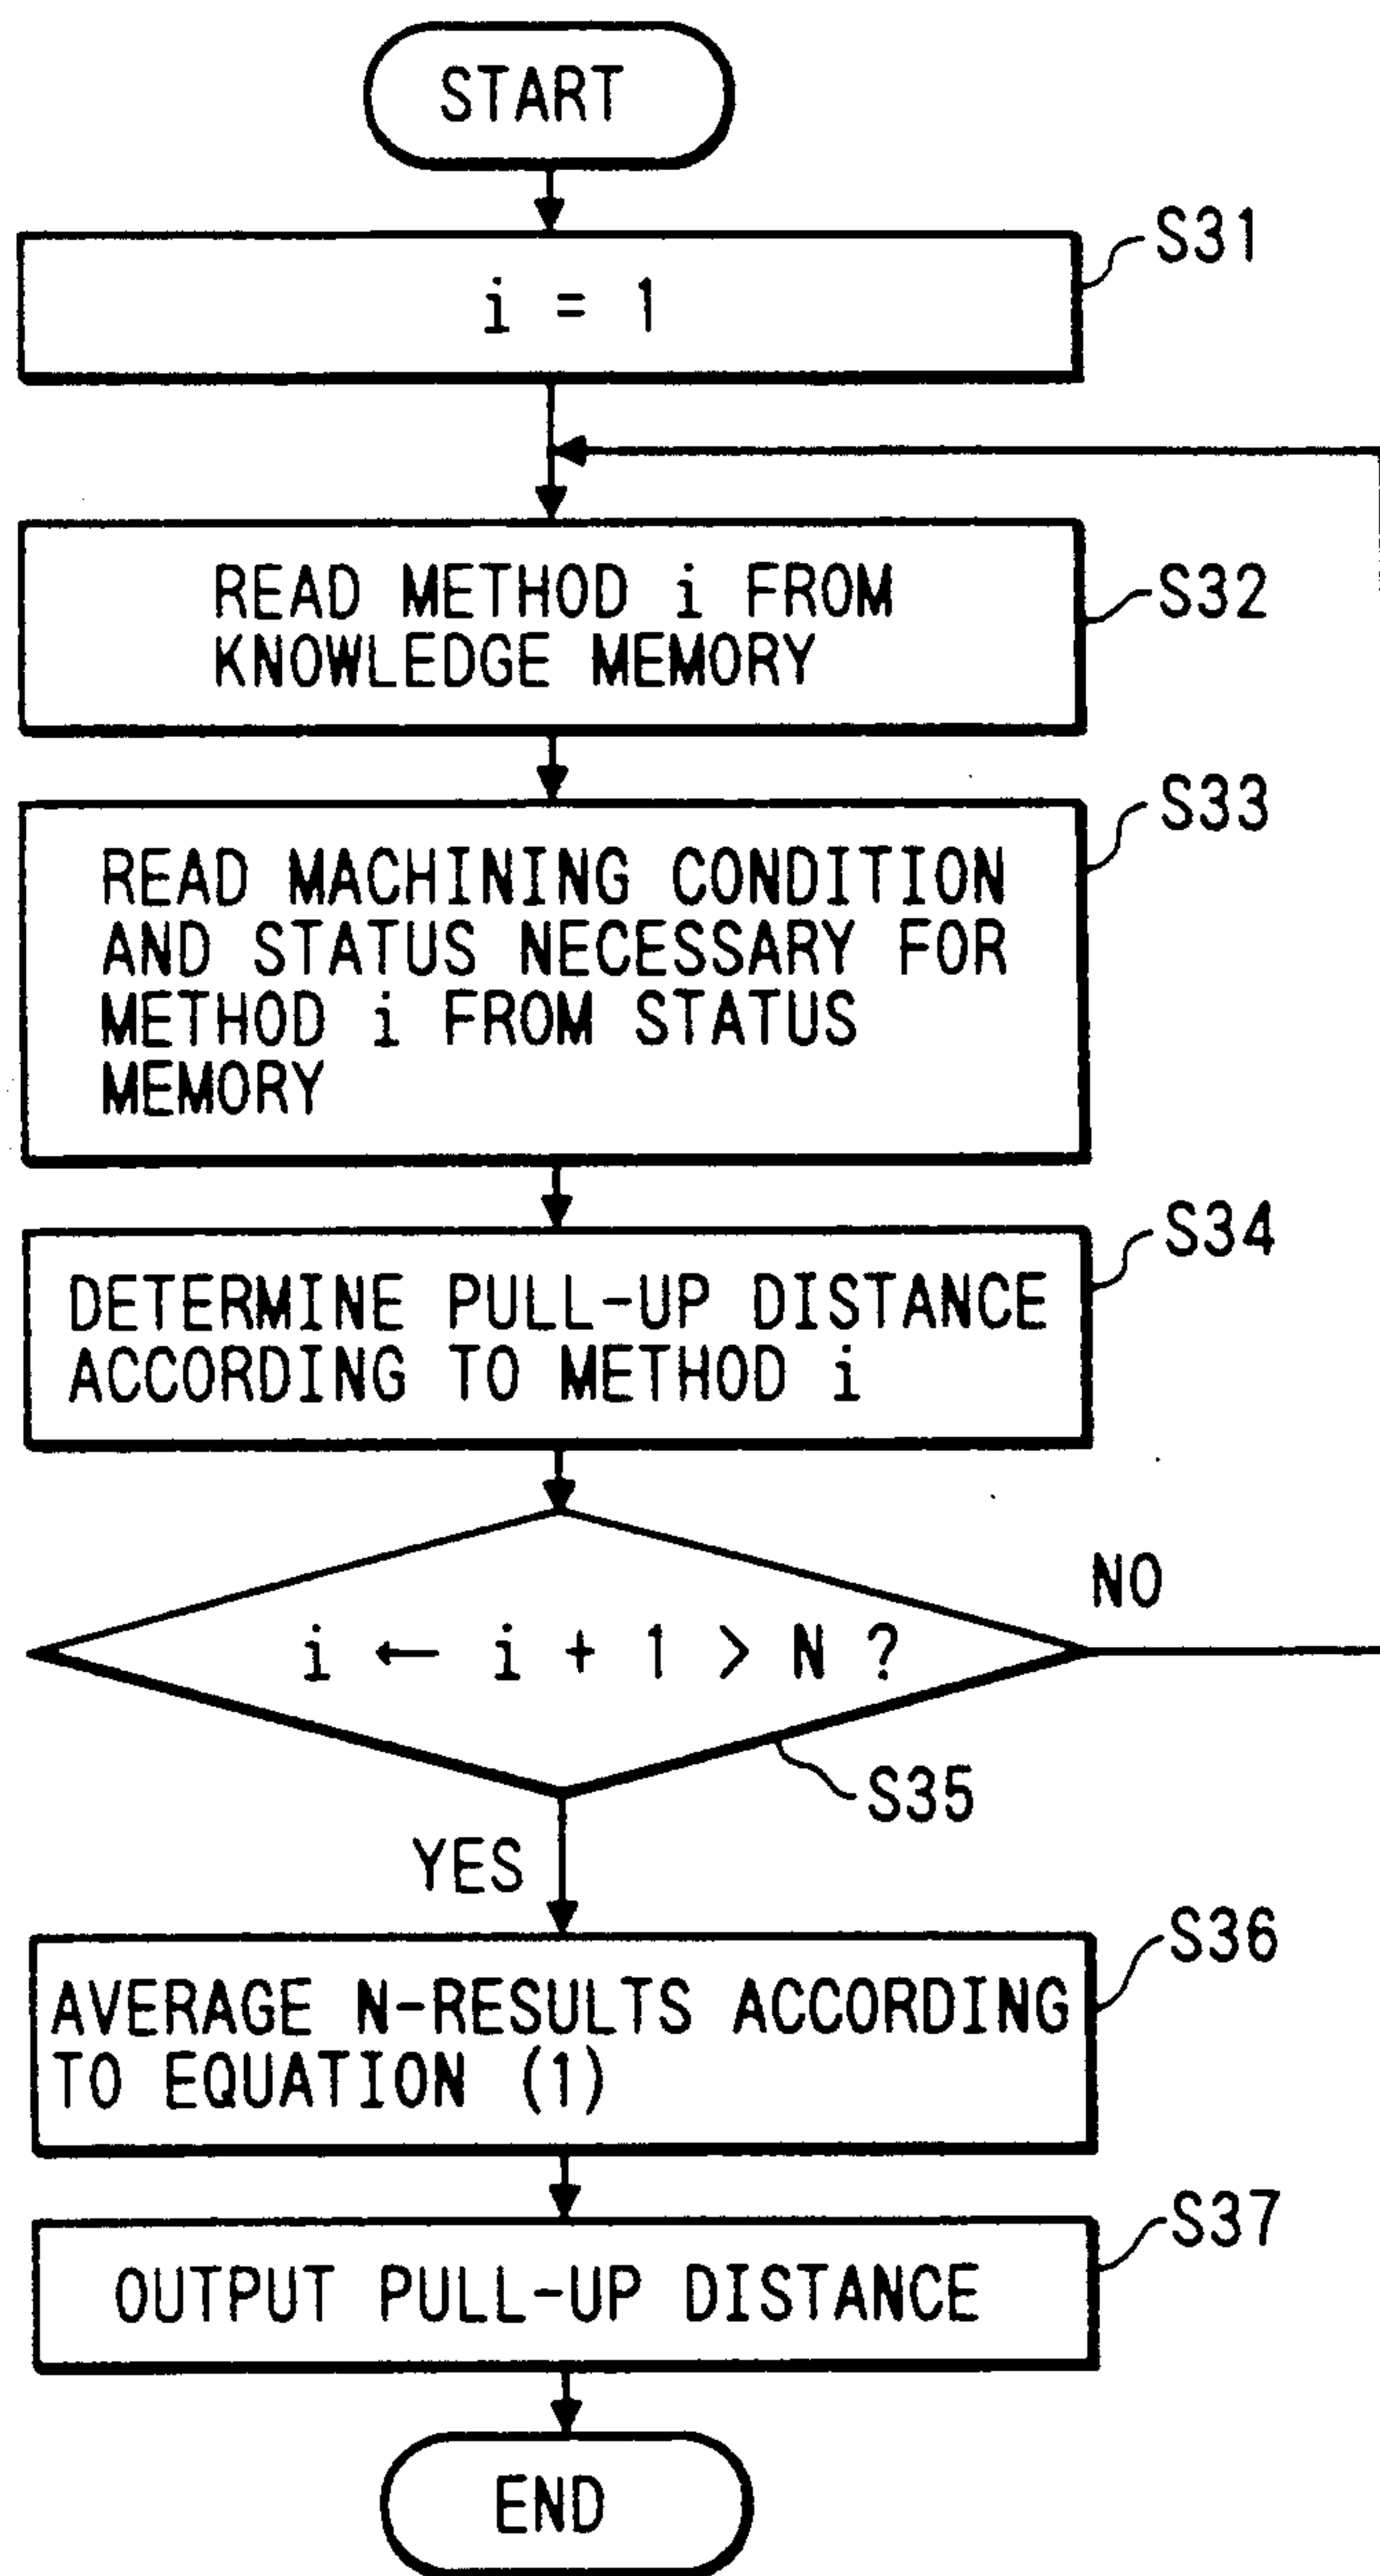 START
S31
i = 1
S32
READ METHOD i FROM
KNOWLEDGE MEMORY
S33
READ MACHINING CONDITION
AND STATUS NECESSARY FOR
METHOD i FROM STATUS
MEMORY
S34
DETERMINE PULL-UP DISTANCE
ACCORDING TO METHOD i
NO
i ← i + 1 > N ?
S35
YES
S36
AVERAGE N-RESULTS ACCORDING
TO EQUATION (1)
S37
OUTPUT PULL-UP DISTANCE
END